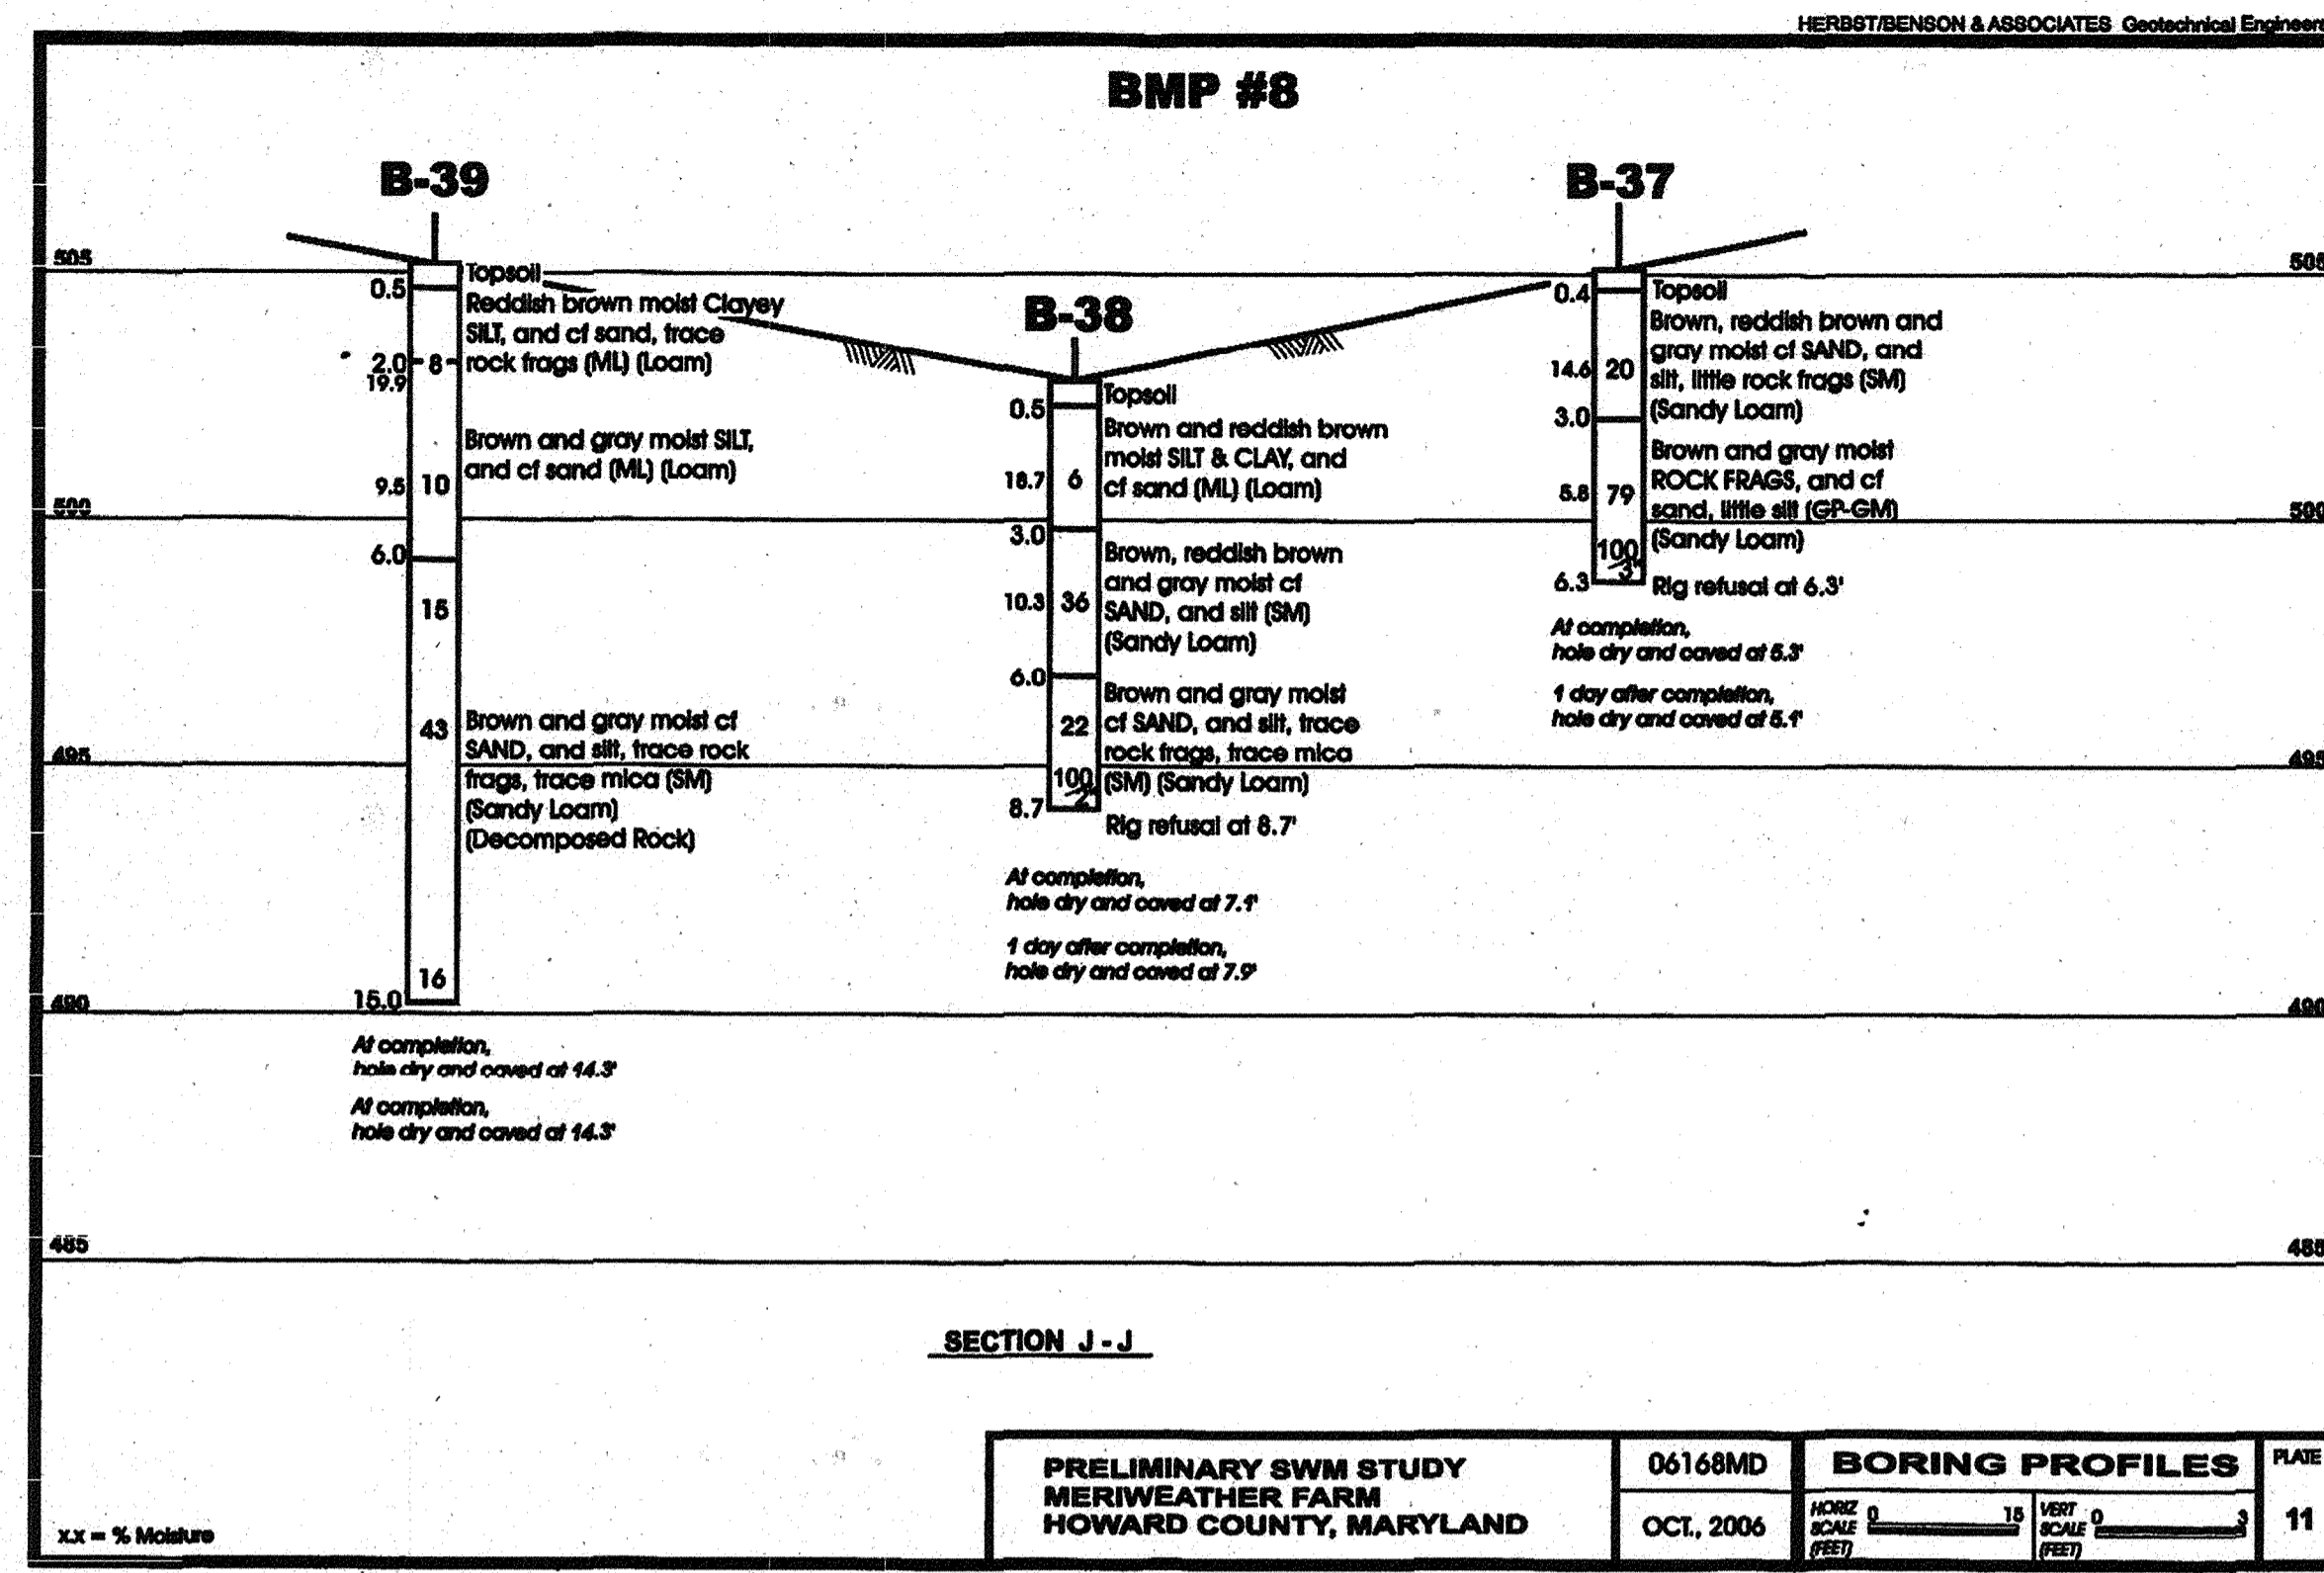 HERBST/BENSON & ASSOCIATES Geotechnical Engineers
BMP #8
B-39
B-37
B-38
505
505
500
500
495
495
490
490
485
485
0.5
2.0
19.9
8
9.5
10
6.0
15
43
16
15.0
Topsoil
Reddish brown moist Clayey
SILT, and cf sand, trace
rock frags (ML) (Loam)
Brown and gray moist SILT,
and cf sand (ML) (Loam)
Brown and gray moist cf
SAND, and silt, trace rock
frags, trace mica (SM)
(Sandy Loam)
(Decomposed Rock)
At completion,
hole dry and caved at 14.3'
At completion,
hole dry and caved at 14.3'
0.5
18.7
6
3.0
10.3
36
6.0
22
100
2"
8.7
Topsoil
Brown and reddish brown
moist SILT & CLAY, and
cf sand (ML) (Loam)
Brown, reddish brown
and gray moist cf
SAND, and silt (SM)
(Sandy Loam)
Brown and gray moist
cf SAND, and silt, trace
rock frags, trace mica
(SM) (Sandy Loam)
Rig refusal at 8.7'
At completion,
hole dry and caved at 7.1'
1 day after completion,
hole dry and caved at 7.9'
0.4
14.6
20
3.0
5.8
79
100
3"
6.3
Topsoil
Brown, reddish brown and
gray moist cf SAND, and
silt, little rock frags (SM)
(Sandy Loam)
Brown and gray moist
ROCK FRAGS, and cf
sand, little silt (GP-GM)
(Sandy Loam)
Rig refusal at 6.3'
At completion,
hole dry and caved at 5.3'
1 day after completion,
hole dry and caved at 5.1'
SECTION J - J
x.x = % Moisture
PRELIMINARY SWM STUDY
MERIWEATHER FARM
HOWARD COUNTY, MARYLAND
06168MD
OCT., 2006
BORING PROFILES
HORIZ
SCALE
(FEET)
0 15
VERT
SCALE
(FEET)
0 3
PLATE
11